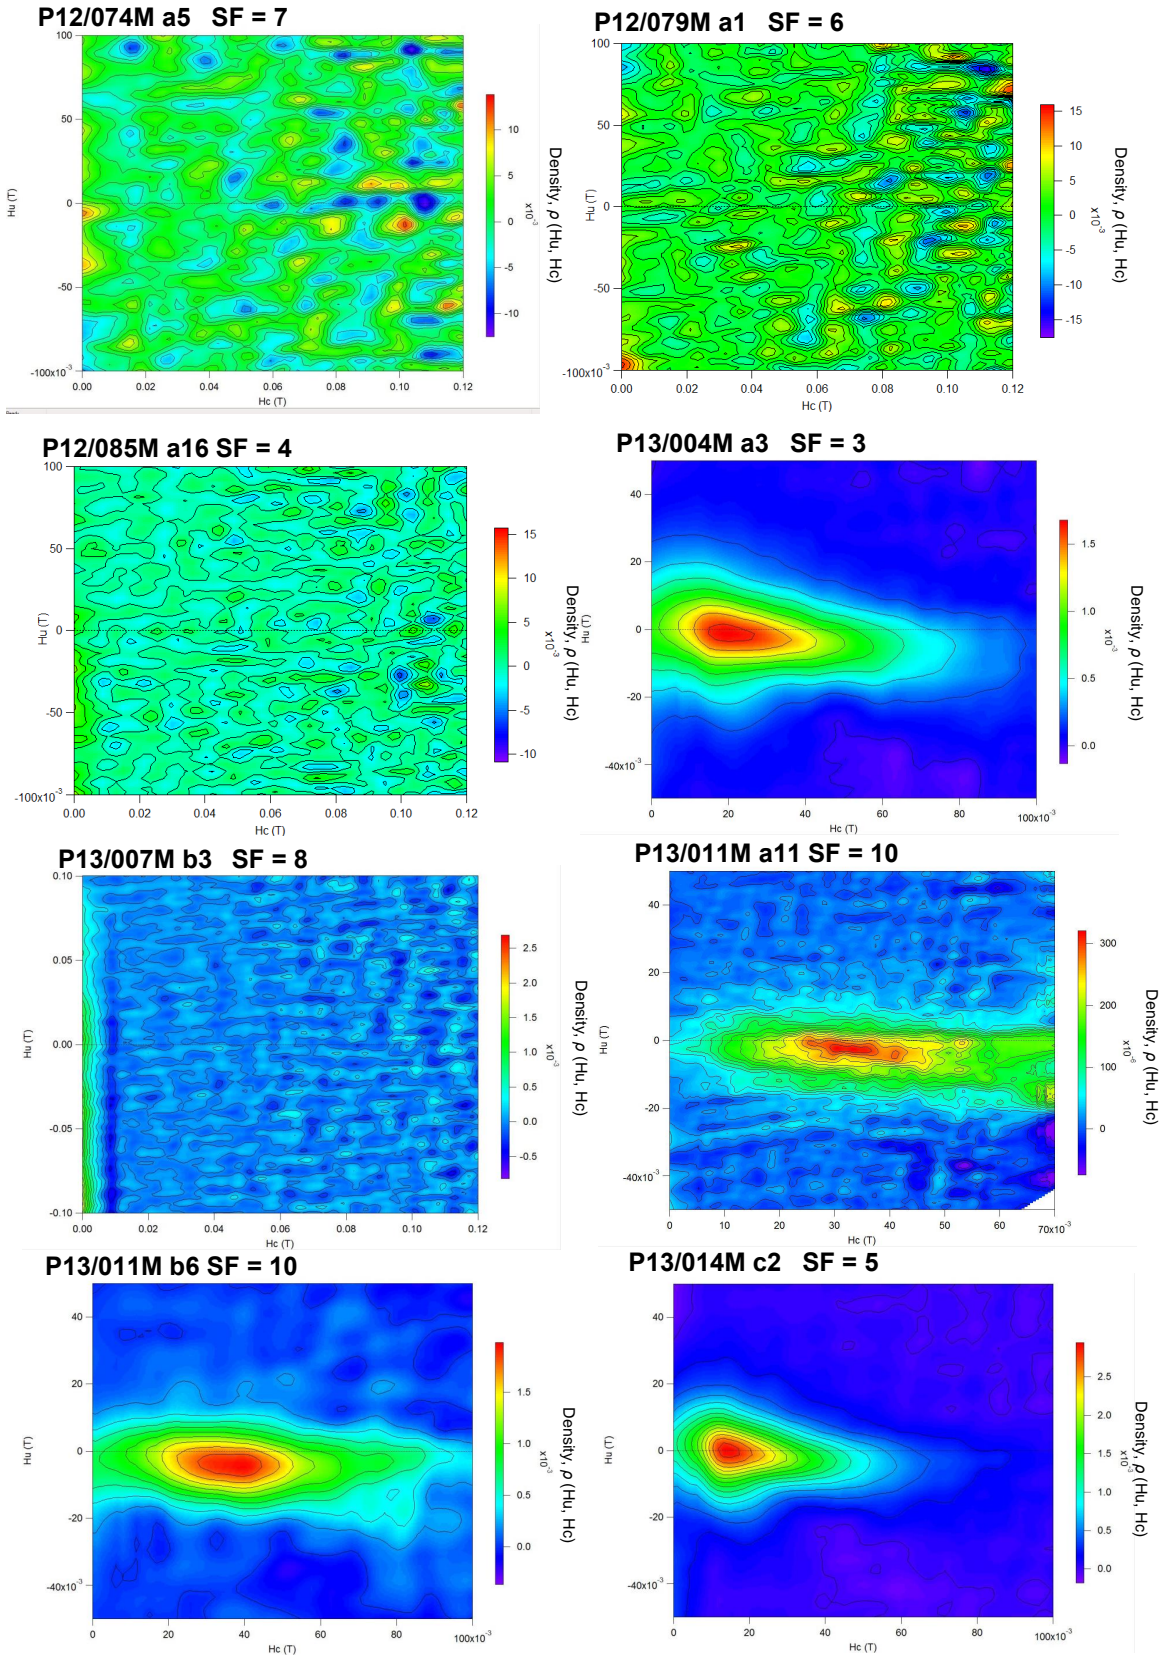 P12/074M a5 SF = 7
100
50
0
-50
-100x10-3
Hu (T)
0.00 0.02 0.04 0.06 0.08 0.10 0.12
Hc (T)
10
5
0
-5
-10
x10-3
Density, ρ (Hu, Hc)
P12/079M a1 SF = 6
100
50
0
-50
-100x10-3
Hu (T)
0.00 0.02 0.04 0.06 0.08 0.10 0.12
Hc (T)
15
10
5
0
-5
-10
-15
x10-3
Density, ρ (Hu, Hc)
P12/085M a16 SF = 4
100
50
0
-50
-100x10-3
Hu (T)
0.00 0.02 0.04 0.06 0.08 0.10 0.12
Hc (T)
15
10
5
0
-5
-10
x10-3
Density, ρ (Hu, Hc)
P13/004M a3 SF = 3
40
20
0
-20
-40x10-3
Hu (T)
0 20 40 60 80 100x10-3
Hc (T)
1.5
1.0
0.5
0.0
x10-3
Density, ρ (Hu, Hc)
P13/007M b3 SF = 8
0.10
0.05
0.00
-0.05
-0.10
Hu (T)
0.00 0.02 0.04 0.06 0.08 0.10 0.12
Hc (T)
2.5
2.0
1.5
1.0
0.5
0.0
-0.5
x10-3
Density, ρ (Hu, Hc)
P13/011M a11 SF = 10
40
20
0
-20
-40x10-3
Hu (T)
0 10 20 30 40 50 60 70x10-3
Hc (T)
300
200
100
0
x10-6
Density, ρ (Hu, Hc)
P13/011M b6 SF = 10
40
20
0
-20
-40x10-3
Hu (T)
0 20 40 60 80 100x10-3
Hc (T)
1.5
1.0
0.5
0.0
x10-3
Density, ρ (Hu, Hc)
P13/014M c2 SF = 5
40
20
0
-20
-40x10-3
Hu (T)
0 20 40 60 80 100x10-3
Hc (T)
2.5
2.0
1.5
1.0
0.5
0.0
x10-3
Density, ρ (Hu, Hc)